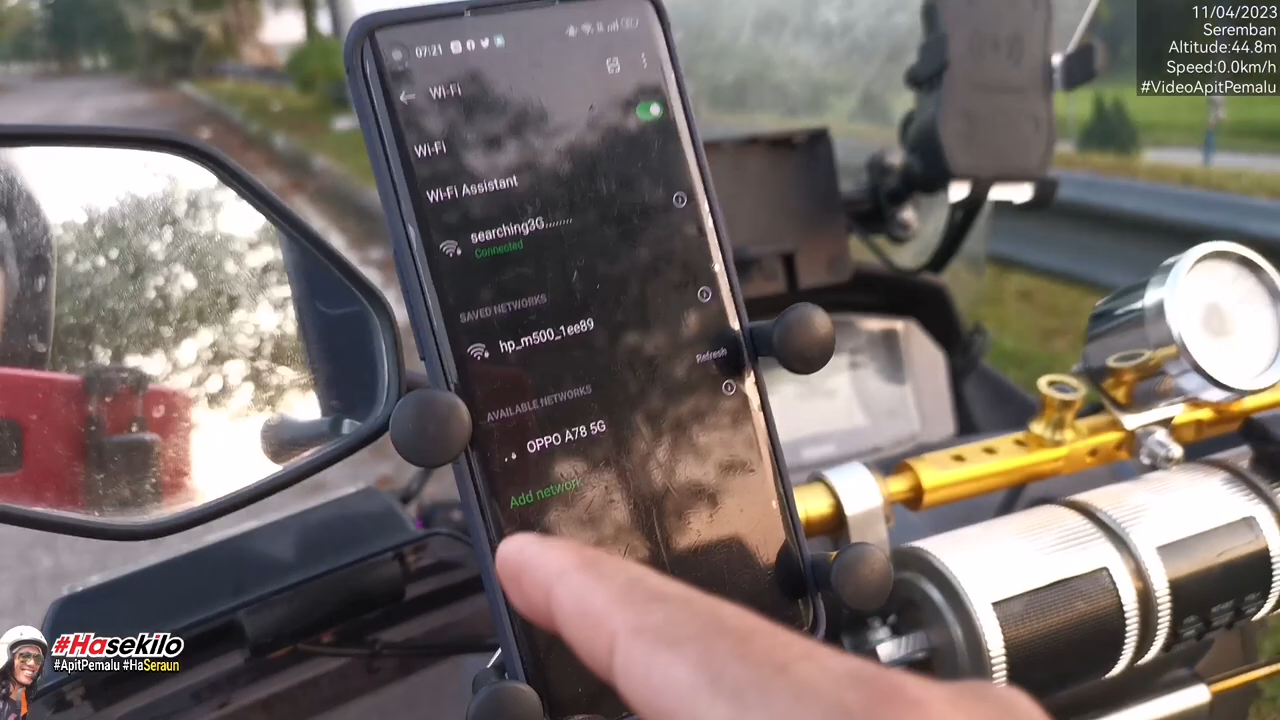 11/04/2023
Seremban
Altitude:44.8m
Speed:0.0km/h
#VideoApitPemalu
07:21
Wi-Fi
Wi-Fi
Wi-Fi Assistant
searching3G........
Connected
SAVED NETWORKS
hp_m500_1ee89
Refresh
AVAILABLE NETWORKS
OPPO A78 5G
Add network
#Hasekilo
#ApitPemalu #HaSeraun